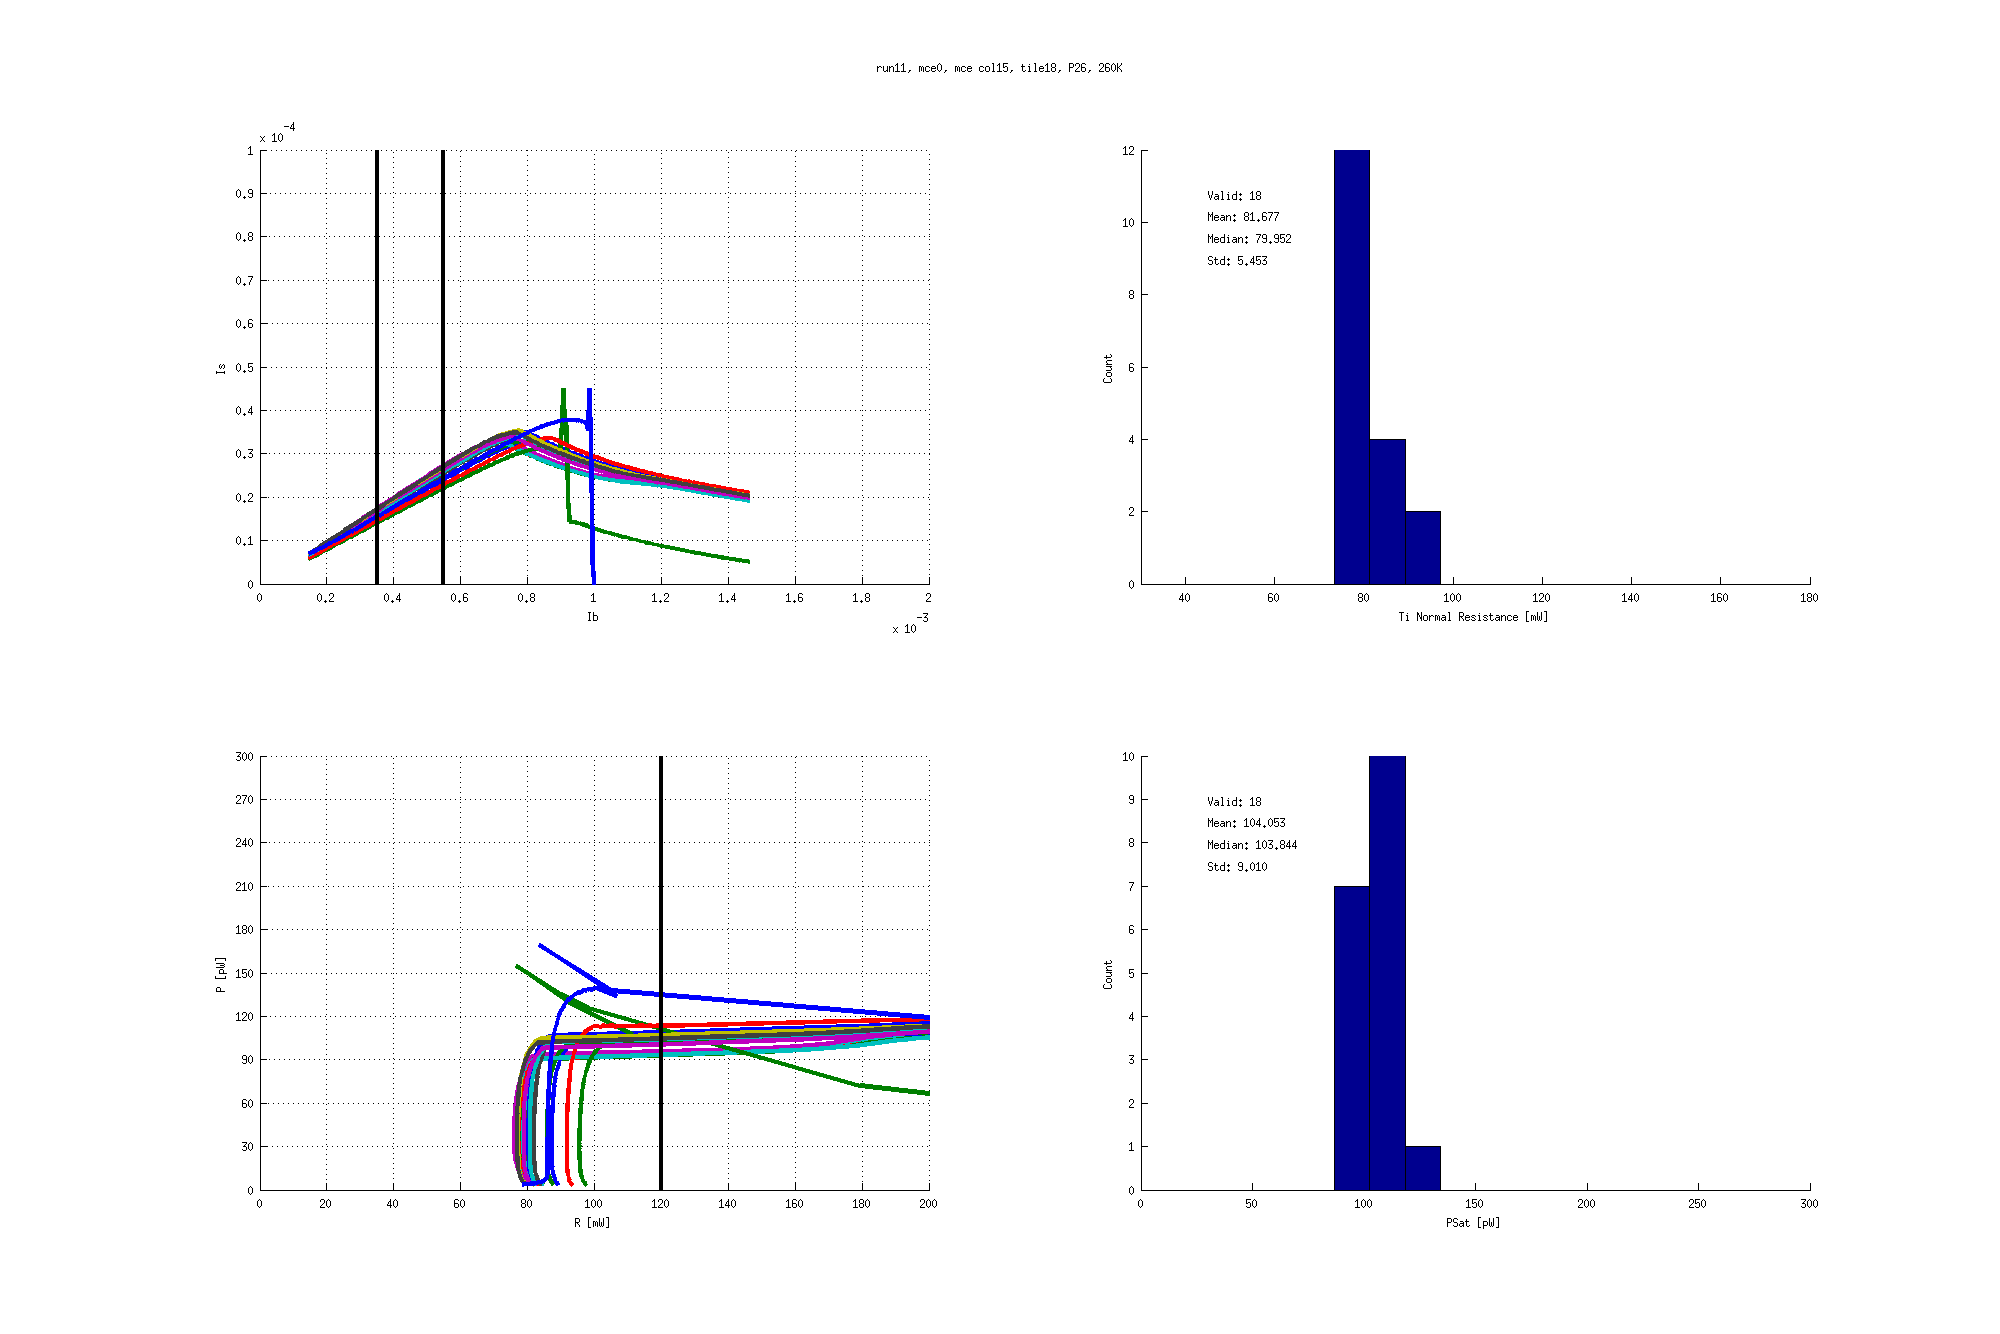 run11, mce0, mce col15, tile18, P26, 260K
x 10
-4
1
0.9
0.8
0.7
0.6
0.5
0.4
0.3
0.2
0.1
0
Is
0 0.2 0.4 0.6 0.8 1 1.2 1.4 1.6 1.8 2
Ib
x 10
-3
12
10
8
6
4
2
0
Count
Valid: 18
Mean: 81.677
Median: 79.952
Std: 5.453
40 60 80 100 120 140 160 180
Ti Normal Resistance [mW]
300
270
240
210
180
150
120
90
60
30
0
P [pW]
0 20 40 60 80 100 120 140 160 180 200
R [mW]
10
9
8
7
6
5
4
3
2
1
0
Count
Valid: 18
Mean: 104.053
Median: 103.844
Std: 9.010
0 50 100 150 200 250 300
PSat [pW]